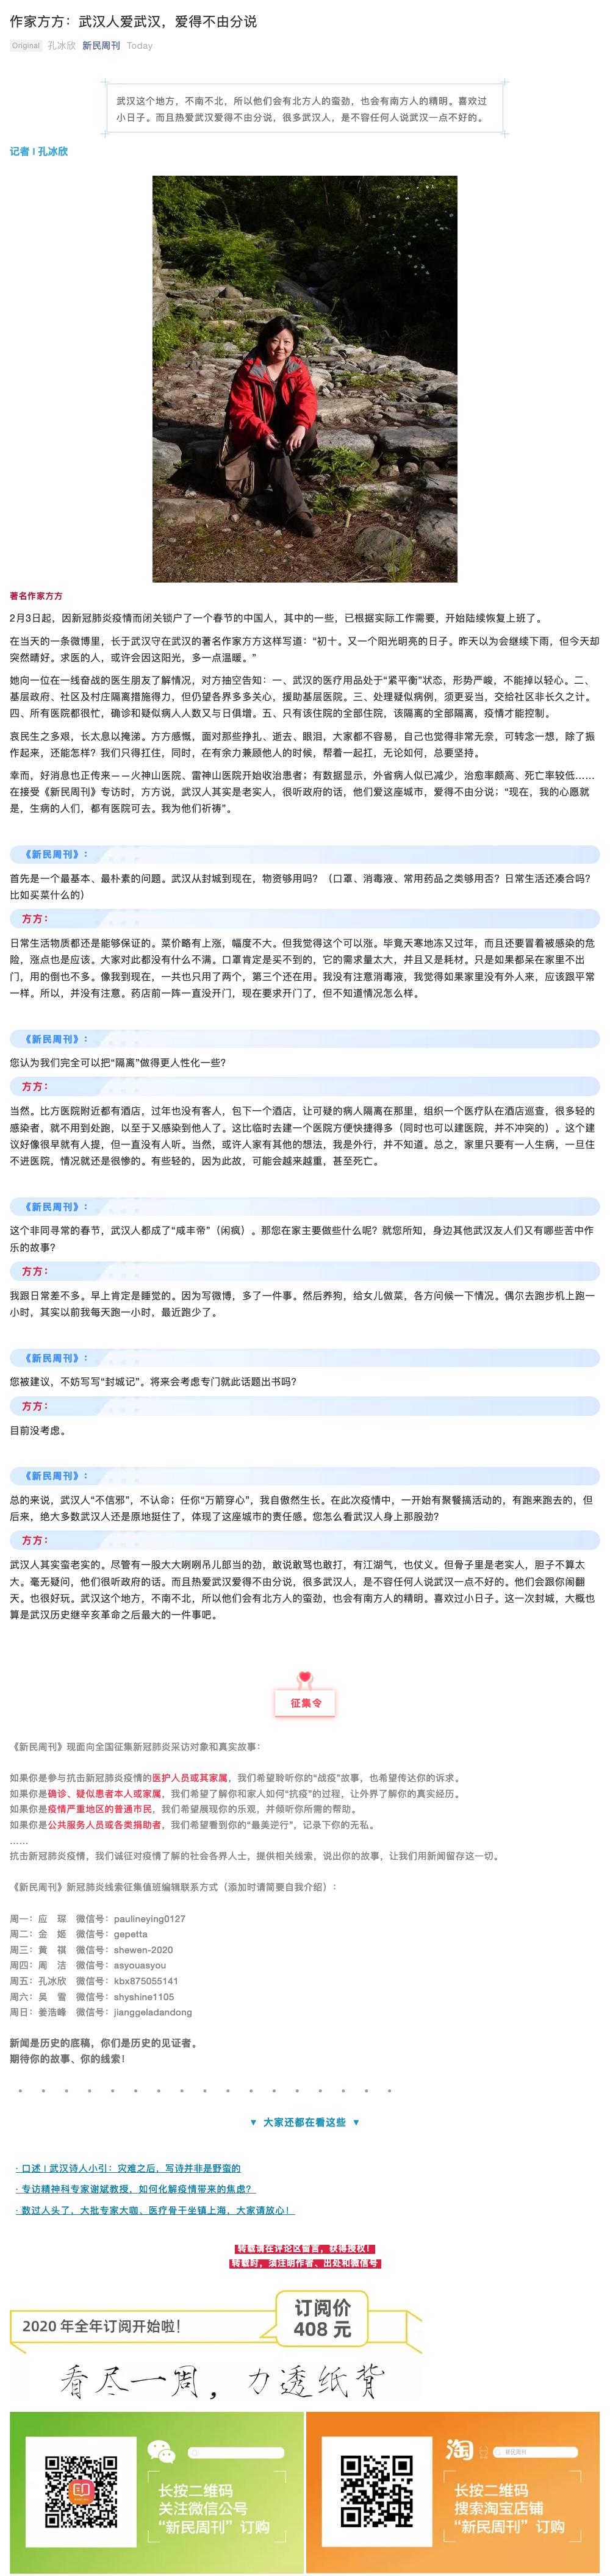 作家方方：武汉人爱武汉，爱得不由分说
Original 孔冰欣 新民周刊 Today
武汉这个地方，不南不北，所以他们会有北方人的蛮劲，也会有南方人的精明。喜欢过
小日子。而且热爱武汉爱得不由分说，很多武汉人，是不容任何人说武汉一点不好的。
记者 I 孔冰欣
著名作家方方
2月3日起，因新冠肺炎疫情而闭关锁户了一个春节的中国人，其中的一些，已根据实际工作需要，开始陆续恢复上班了。
在当天的一条微博里，长于武汉守在武汉的著名作家方方这样写道：“初十。又一个阳光明亮的日子。昨天以为会继续下雨，但今天却
突然晴好。求医的人，或许会因这阳光，多一点温暖。”
她向一位在一线奋战的医生朋友了解情况，对方抽空告知：一、武汉的医疗用品处于“紧平衡”状态，形势严峻，不能掉以轻心。二、
基层政府、社区及村庄隔离措施得力，但仍望各界多多关心，援助基层医院。三、处理疑似病例，须更妥当，交给社区非长久之计。
四、所有医院都很忙，确诊和疑似病人人数又与日俱增。五、只有该住院的全部住院，该隔离的全部隔离，疫情才能控制。
哀民生之多艰，长太息以掩涕。方方感慨，面对那些挣扎、逝去、眼泪，大家都不容易，自己也觉得非常无奈，可转念一想，除了振
作起来，还能怎样？我们只得扛住，同时，在有余力兼顾他人的时候，帮着一起扛，无论如何，总要坚持。
幸而，好消息也正传来——火神山医院、雷神山医院开始收治患者；有数据显示，外省病人似已减少，治愈率颇高、死亡率较低……
在接受《新民周刊》专访时，方方说，武汉人其实是老实人，很听政府的话，他们爱这座城市，爱得不由分说；“现在，我的心愿就
是，生病的人们，都有医院可去。我为他们祈祷”。
《新民周刊》：
首先是一个最基本、最朴素的问题。武汉从封城到现在，物资够用吗？（口罩、消毒液、常用药品之类够用否？日常生活还凑合吗？
比如买菜什么的）
方方：
日常生活物质都还是能够保证的。菜价略有上涨，幅度不大。但我觉得这个可以涨。毕竟天寒地冻又过年，而且还要冒着被感染的危
险，涨点也是应该。大家对此都没有什么不满。口罩肯定是买不到的，它的需求量太大，并且又是耗材。只是如果都呆在家里不出
门，用的倒也不多。像我到现在，一共也只用了两个，第三个还在用。我没有注意消毒液，我觉得如果家里没有外人来，应该跟平常
一样。所以，并没有注意。药店前一阵一直没开门，现在要求开门了，但不知道情况怎么样。
《新民周刊》：
您认为我们完全可以把“隔离”做得更人性化一些？
方方：
当然。比方医院附近都有酒店，过年也没有客人，包下一个酒店，让可疑的病人隔离在那里，组织一个医疗队在酒店巡查，很多轻的
感染者，就不用到处跑，以至于又感染到他人了。这比临时去建一个医院方便快捷得多（同时也可以建医院，并不冲突的）。这个建
议好像很早就有人提，但一直没有人听。当然，或许人家有其他的想法，我是外行，并不知道。总之，家里只要有一人生病，一旦住
不进医院，情况就还是很惨的。有些轻的，因为此故，可能会越来越重，甚至死亡。
《新民周刊》：
这个非同寻常的春节，武汉人都成了“咸丰帝”（闲疯）。那您在家主要做些什么呢？就您所知，身边其他武汉友人们又有哪些苦中作
乐的故事？
方方：
我跟日常差不多。早上肯定是睡觉的。因为写微博，多了一件事。然后养狗，给女儿做菜，各方问候一下情况。偶尔去跑步机上跑一
小时，其实以前我每天跑一小时，最近跑少了。
《新民周刊》：
您被建议，不妨写写“封城记”。将来会考虑专门就此话题出书吗？
方方：
目前没考虑。
《新民周刊》：
总的来说，武汉人“不信邪”，不认命；任你“万箭穿心”，我自傲然生长。在此次疫情中，一开始有聚餐搞活动的，有跑来跑去的，但
后来，绝大多数武汉人还是原地挺住了，体现了这座城市的责任感。您怎么看武汉人身上那股劲？
方方：
武汉人其实蛮老实的。尽管有一股大大咧咧吊儿郎当的劲，敢说敢骂也敢打，有江湖气，也仗义。但骨子里是老实人，胆子不算太
大。毫无疑问，他们很听政府的话。而且热爱武汉爱得不由分说，很多武汉人，是不容任何人说武汉一点不好的。他们会跟你闹翻
天。也很好玩。武汉这个地方，不南不北，所以他们会有北方人的蛮劲，也会有南方人的精明。喜欢过小日子。这一次封城，大概也
算是武汉历史继辛亥革命之后最大的一件事吧。
征集令
《新民周刊》现面向全国征集新冠肺炎采访对象和真实故事：
如果你是参与抗击新冠肺炎疫情的医护人员或其家属，我们希望聆听你的“战疫”故事，也希望传达你的诉求。
如果你是确诊、疑似患者本人或家属，我们希望了解你和家人如何“抗疫”的过程，让外界了解你的真实经历。
如果你是疫情严重地区的普通市民，我们希望展现你的乐观，并倾听你所需的帮助。
如果你是公共服务人员或各类捐助者，我们希望看到你的“最美逆行”，记录下你的无私。
……
抗击新冠肺炎疫情，我们诚征对疫情了解的社会各界人士，提供相关线索，说出你的故事，让我们用新闻留存这一切。
《新民周刊》新冠肺炎线索征集值班编辑联系方式（添加时请简要自我介绍）：
周一：应 琛 微信号：paulineying0127
周二：金 姬 微信号：gepetta
周三：黄 祺 微信号：shewen-2020
周四：周 洁 微信号：asyouasyou
周五：孔冰欣 微信号：kbx875055141
周六：吴 雪 微信号：shyshine1105
周日：姜浩峰 微信号：jianggeladandong
新闻是历史的底稿，你们是历史的见证者。
期待你的故事、你的线索！
▼ 大家还都在看这些 ▼
· 口述 I 武汉诗人小引：灾难之后，写诗并非是野蛮的
· 专访精神科专家谢斌教授，如何化解疫情带来的焦虑？
· 数过人头了，大批专家大咖、医疗骨干坐镇上海，大家请放心！
转载请在评论区留言，获得授权！
转载时，须注明作者、出处和微信号
2020 年全年订阅开始啦！
订阅价
408 元
看尽一周，力透纸背
长按二维码
关注微信公号
“新民周刊”订购
淘
新民周刊
长按二维码
搜索淘宝店铺
“新民周刊”订购